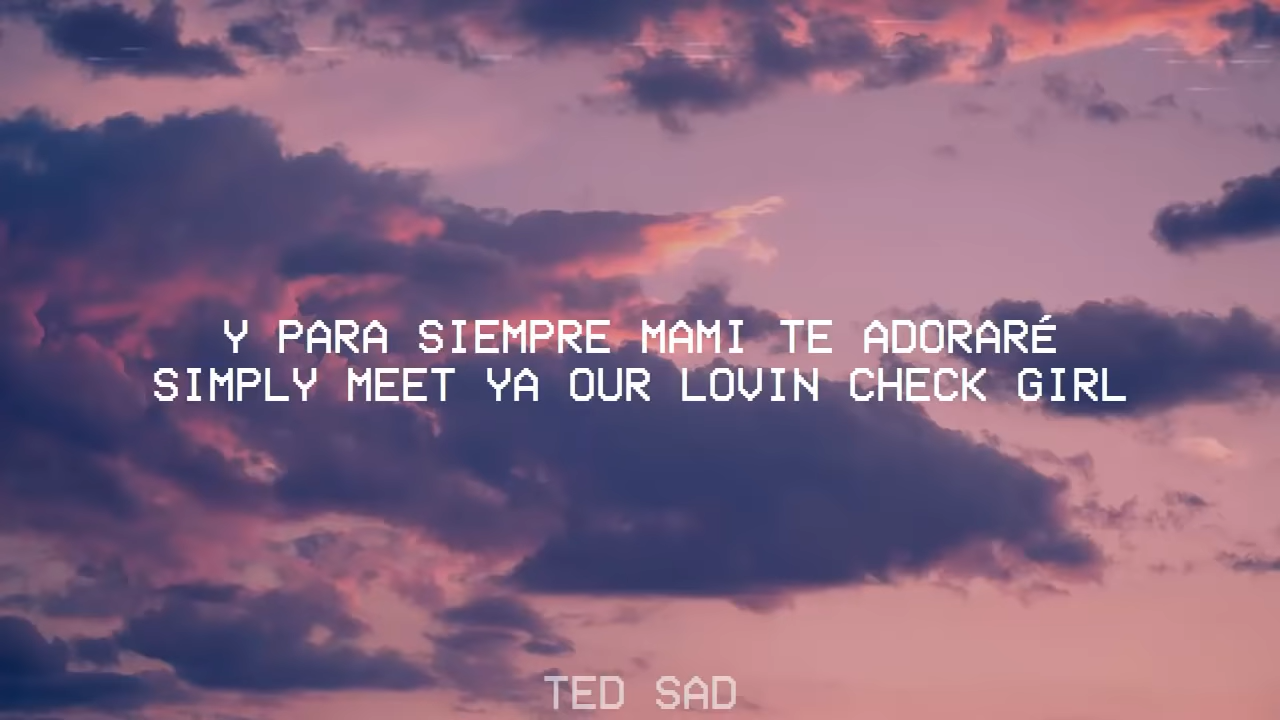 Y PARA SIEMPRE MAMI TE ADORARÉ
SIMPLY MEET YA OUR LOVIN CHECK GIRL
TED SAD